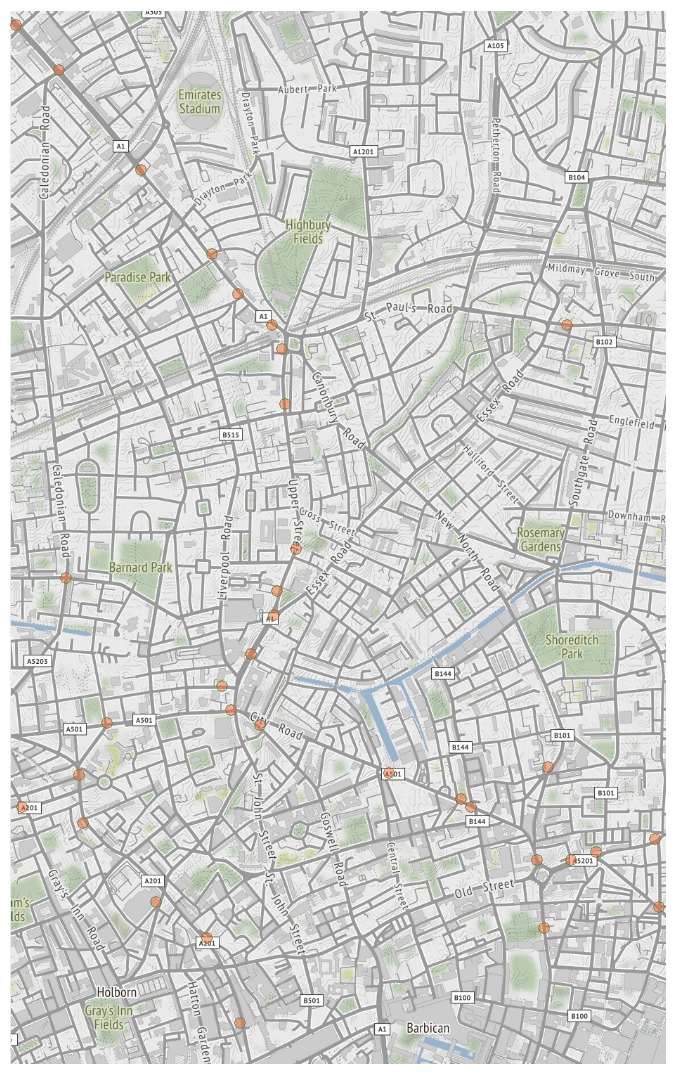 A503
A105
Emirates
Stadium
Aubert Park
Drayton Park
Caledonian Road
A1
A1201
Petherton Road
B104
Drayton Park
Highbury
Fields
Paradise Park
Mildmay Grove South
A1
St Paul's Road
B102
Canonbury Road
Essex Road
B515
Englefield
Southgate Road
Halliford Street
Caledonian Road
Upper Street
Cross Street
New North Road
Downham R
Rosemary
Gardens
Liverpool Road
Essex Road
Barnard Park
A1
Shoreditch
Park
A5203
B144
A501
A501
City Road
B101
B144
A501
St John Street
B101
A201
B144
Goswell Road
Central Street
A5201
A201
Old Street
am's
lds
Gray's Inn Road
St John Street
A201
Holborn
Hatton Garden
B501
B100
Gray's Inn
Fields
B100
A1
Barbican